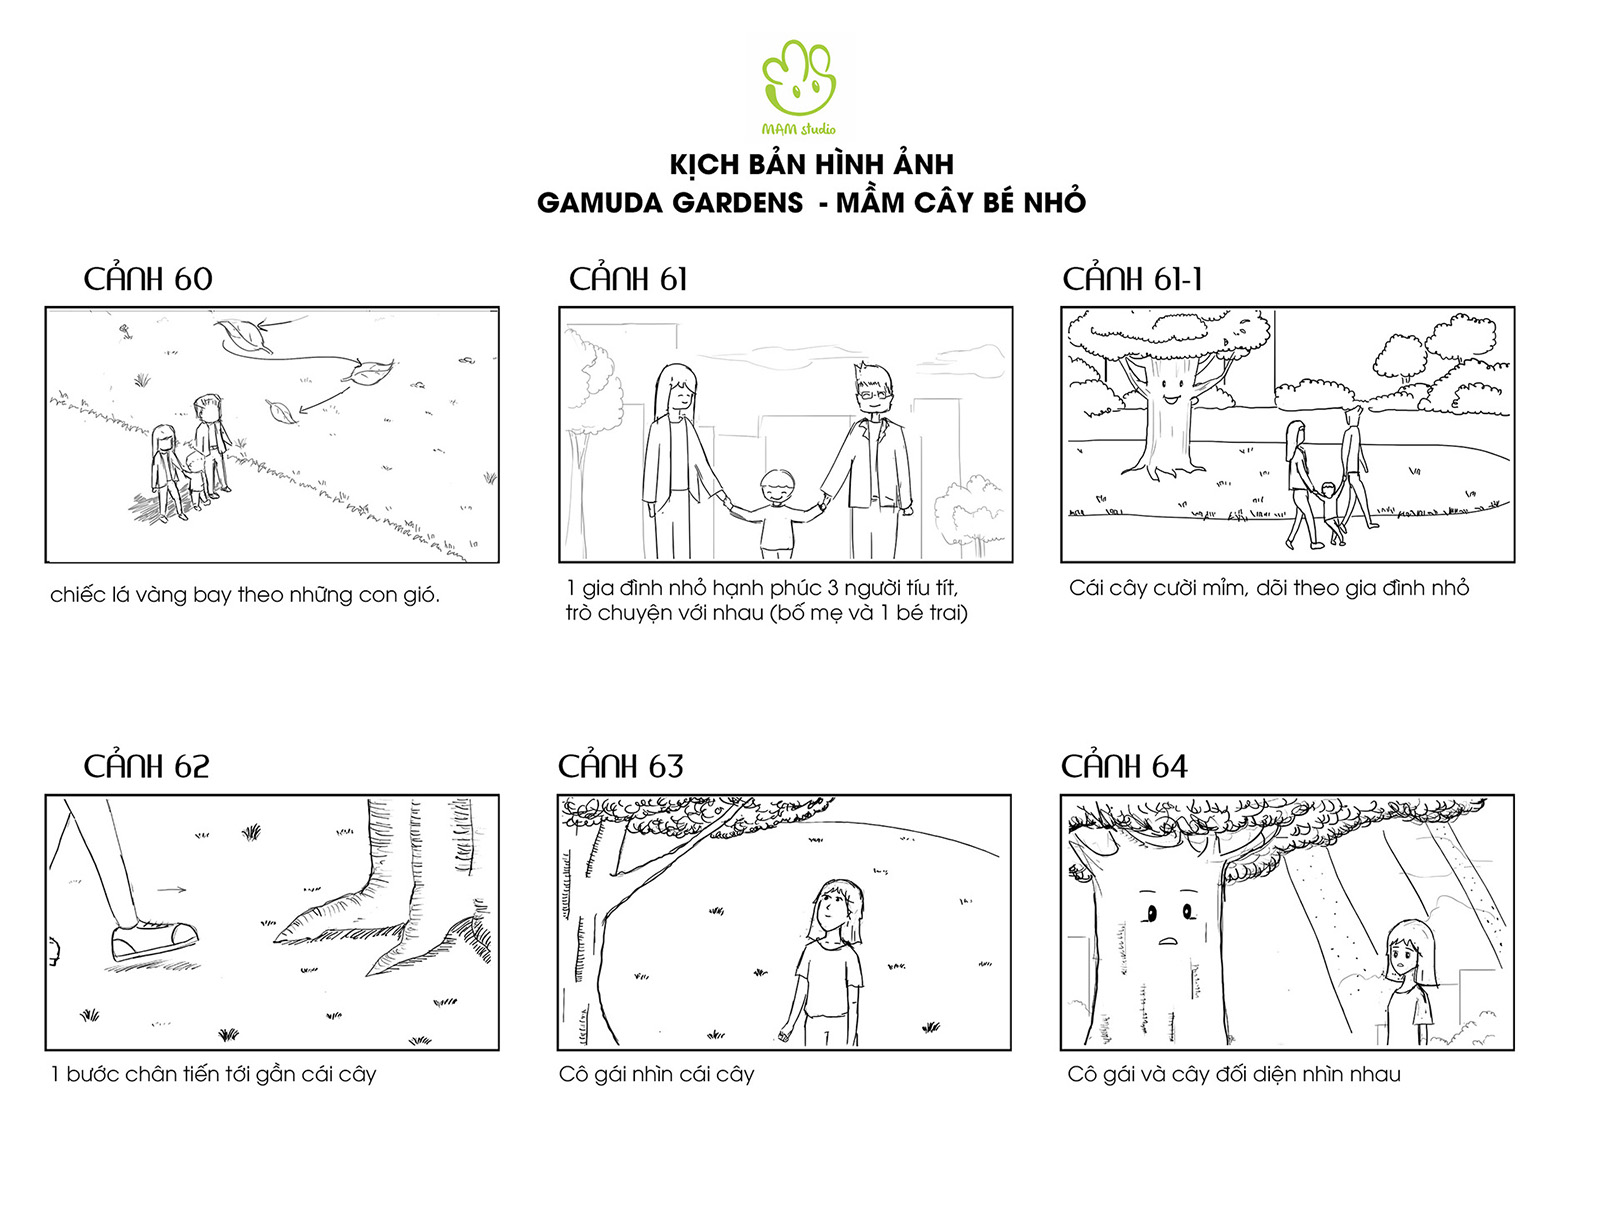 MAM studio
KỊCH BẢN HÌNH ẢNH
GAMUDA GARDENS - MẦM CÂY BÉ NHỎ
CẢNH 60
CẢNH 61
CẢNH 61-1
chiếc lá vàng bay theo những con gió.
1 gia đình nhỏ hạnh phúc 3 người tíu tít,
trò chuyện với nhau (bố mẹ và 1 bé trai)
Cái cây cười mỉm, dõi theo gia đình nhỏ
CẢNH 62
CẢNH 63
CẢNH 64
1 bước chân tiến tới gần cái cây
Cô gái nhìn cái cây
Cô gái và cây đối diện nhìn nhau